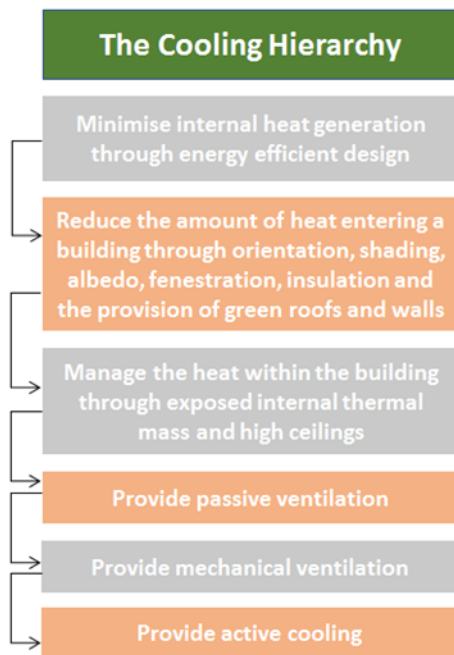 The Cooling Hierarchy
Minimise internal heat generation
through energy efficient design
Reduce the amount of heat entering a
building through orientation, shading,
albedo, fenestration, insulation and
the provision of green roofs and walls
Manage the heat within the building
through exposed internal thermal
mass and high ceilings
Provide passive ventilation
Provide mechanical ventilation
Provide active cooling